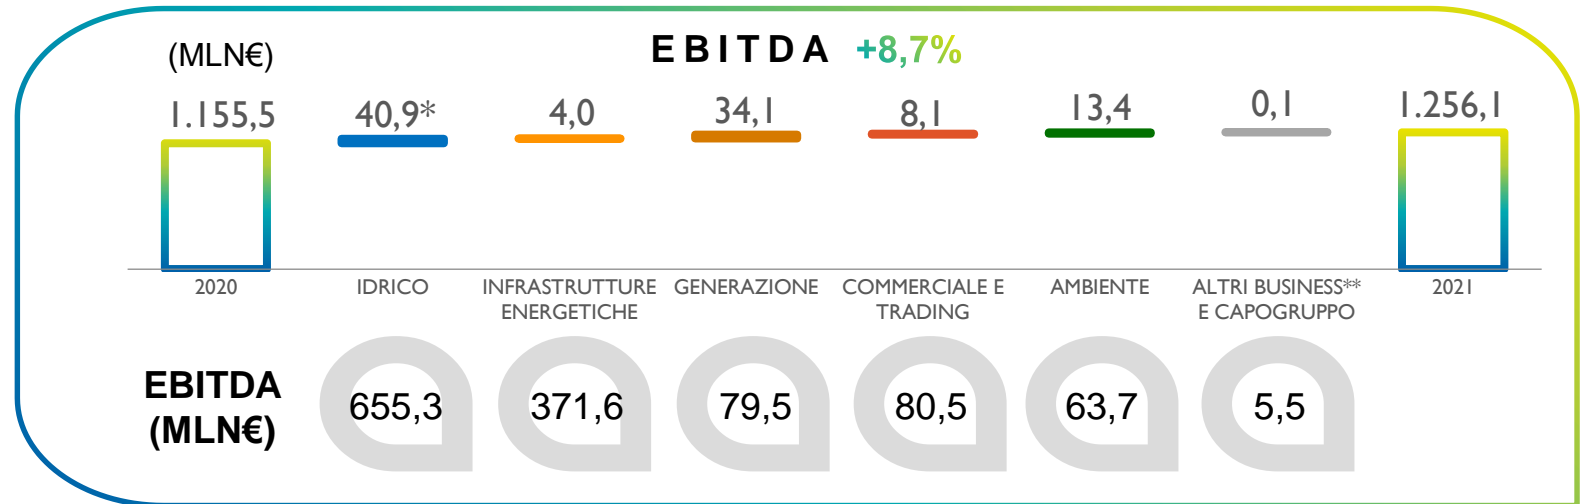 (MLN€)
EBITDA +8,7%
1.155,5
40,9*
4,0
34,1
8,1
13,4
0,1
1.256,1
2020
IDRICO
INFRASTRUTTURE
ENERGETICHE
GENERAZIONE
COMMERCIALE E
TRADING
AMBIENTE
ALTRI BUSINESS**
E CAPOGRUPPO
2021
EBITDA
(MLN€)
655,3
371,6
79,5
80,5
63,7
5,5